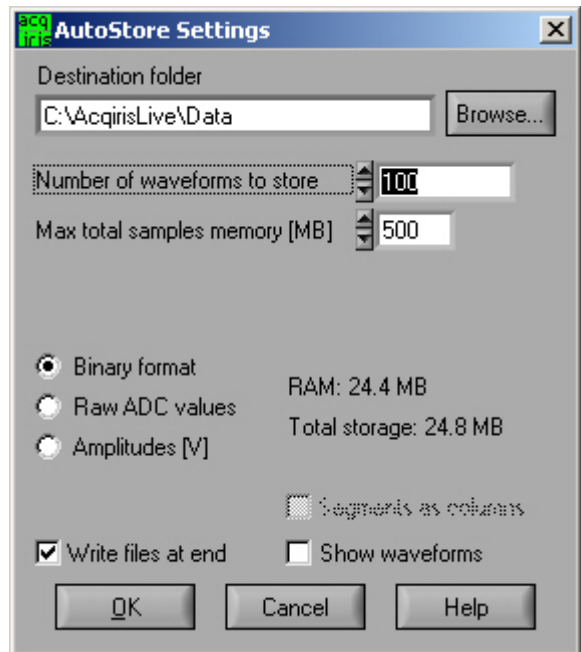 acq
iris
AutoStore Settings
Destination folder
C:\AcqirisLive\Data
Browse...
Number of waveforms to store
100
Max total samples memory [MB]
500
Binary format
Raw ADC values
Amplitudes [V]
RAM: 24.4 MB
Total storage: 24.8 MB
Segments as columns
Write files at end
Show waveforms
OK
Cancel
Help